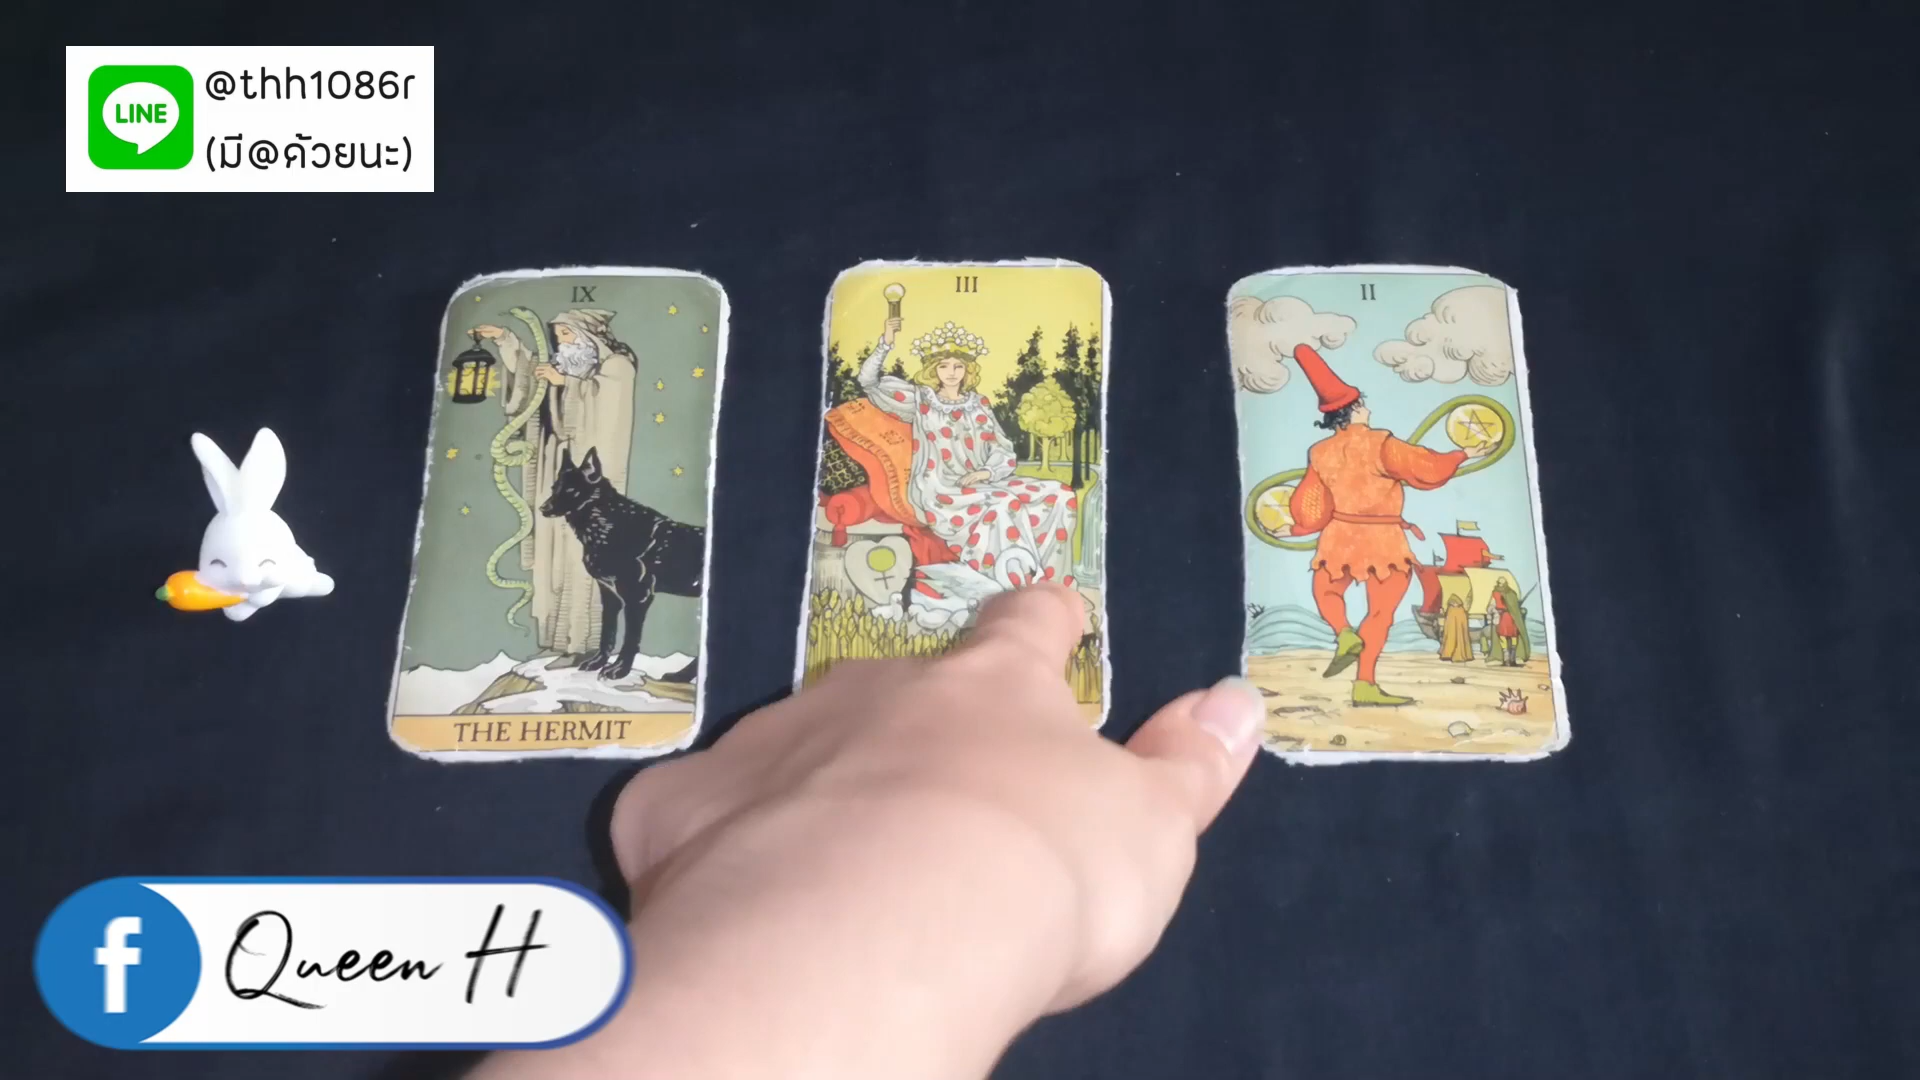 LINE
@thh1086r
(มี@ด้วยนะ)
IX
III
II
THE HERMIT
f
Queen H